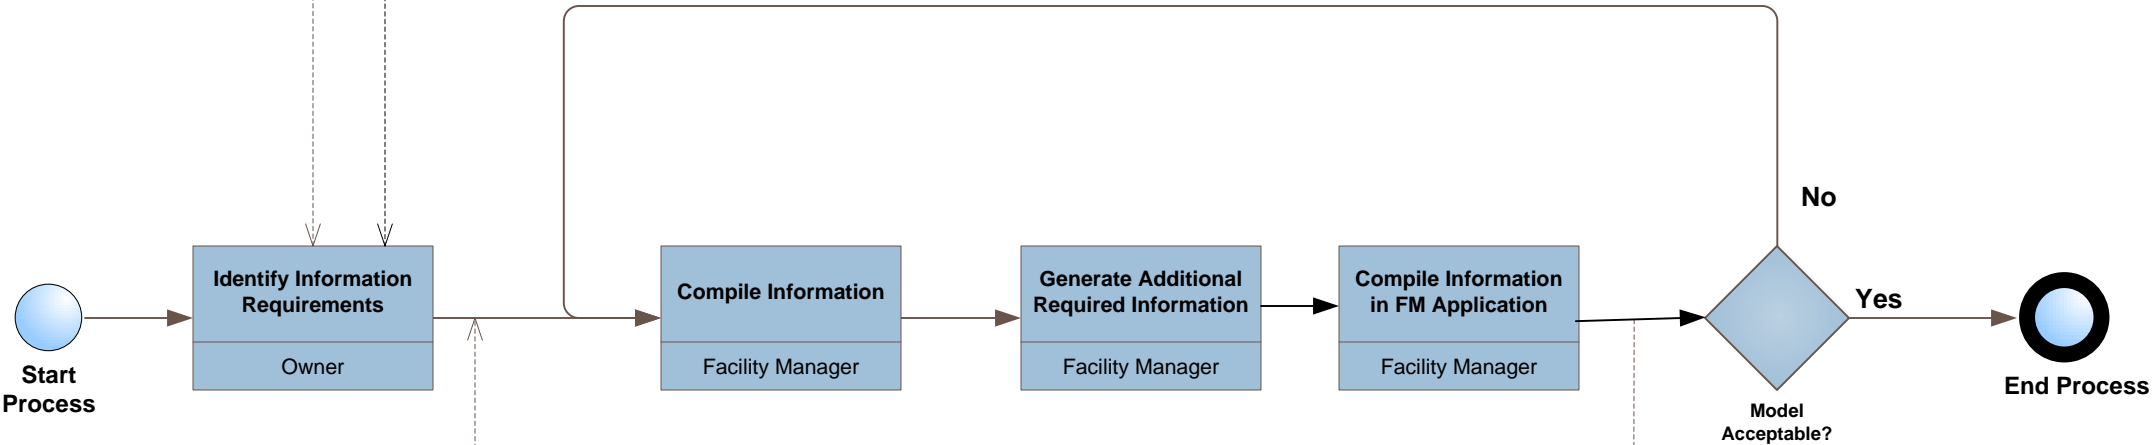 Start
Process
Identify Information
Requirements
Owner
Compile Information
Facility Manager
Generate Additional
Required Information
Facility Manager
Compile Information
in FM Application
Facility Manager
No
Yes
Model
Acceptable?
End Process